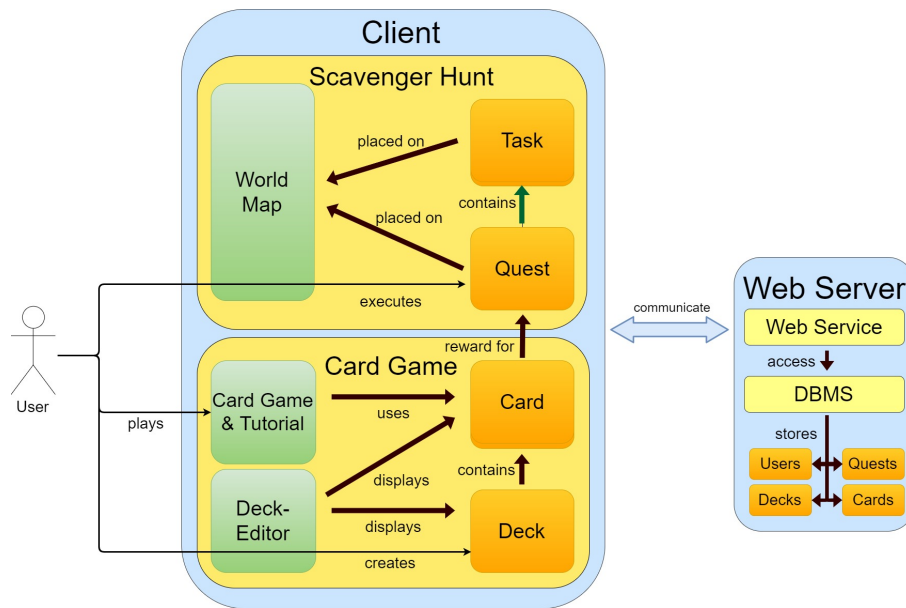 Client
Scavenger Hunt
World
Map
placed on
Task
contains
placed on
Quest
executes
reward for
Card Game
Card Game
& Tutorial
uses
Card
displays
contains
Deck-
Editor
displays
Deck
creates
User
plays
communicate
Web Server
Web Service
access
DBMS
stores
Users
Quests
Decks
Cards